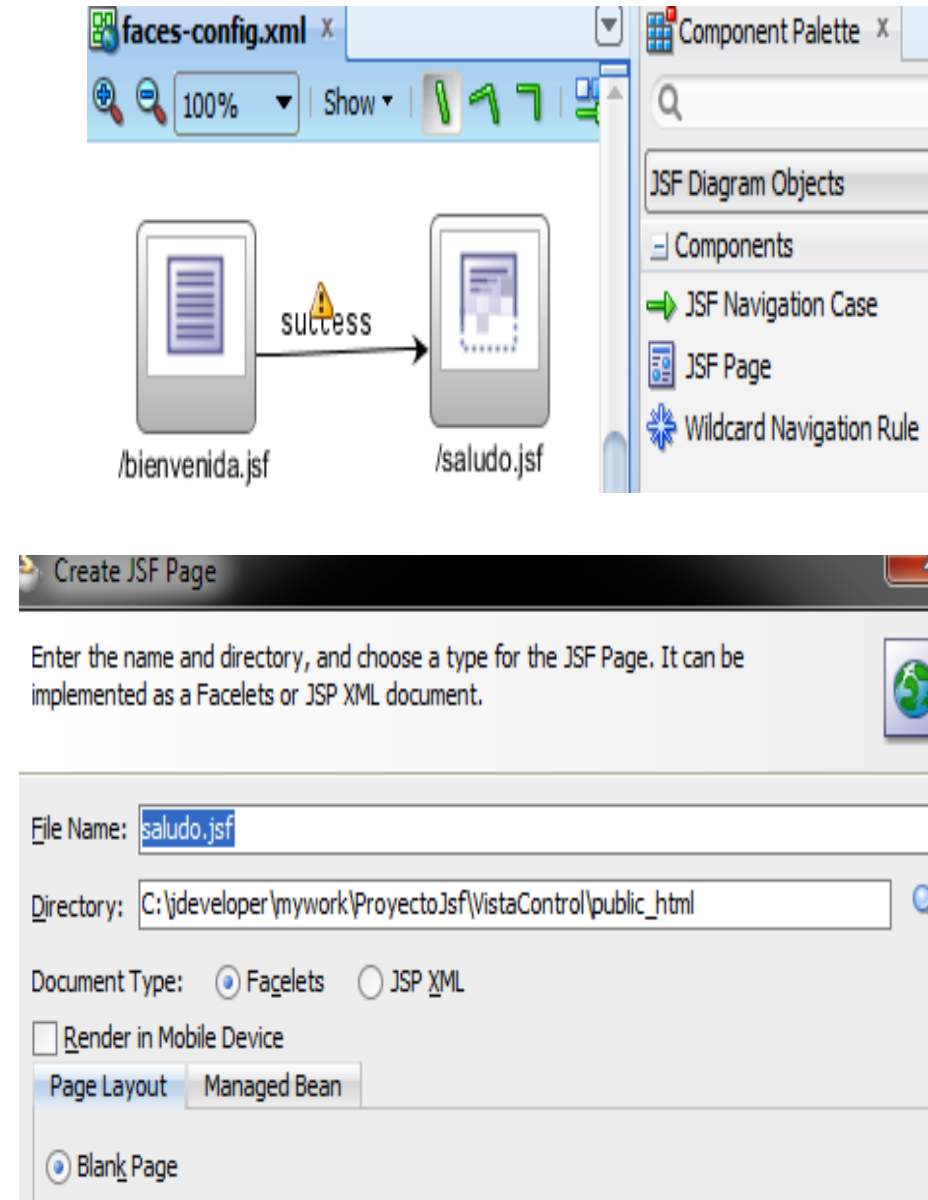 faces-config.xml
Component Palette
100% Show
JSF Diagram Objects
Components
JSF Navigation Case
JSF Page
Wildcard Navigation Rule
success
/bienvenida.jsf
/saludo.jsf
Create JSF Page
Enter the name and directory, and choose a type for the JSF Page. It can be
implemented as a Facelets or JSP XML document.
File Name: saludo.jsf
Directory: C:\jdeveloper\mywork\ProyectoJsf\VistaControl\public_html
Document Type: Facelets JSP XML
Render in Mobile Device
Page Layout Managed Bean
Blank Page